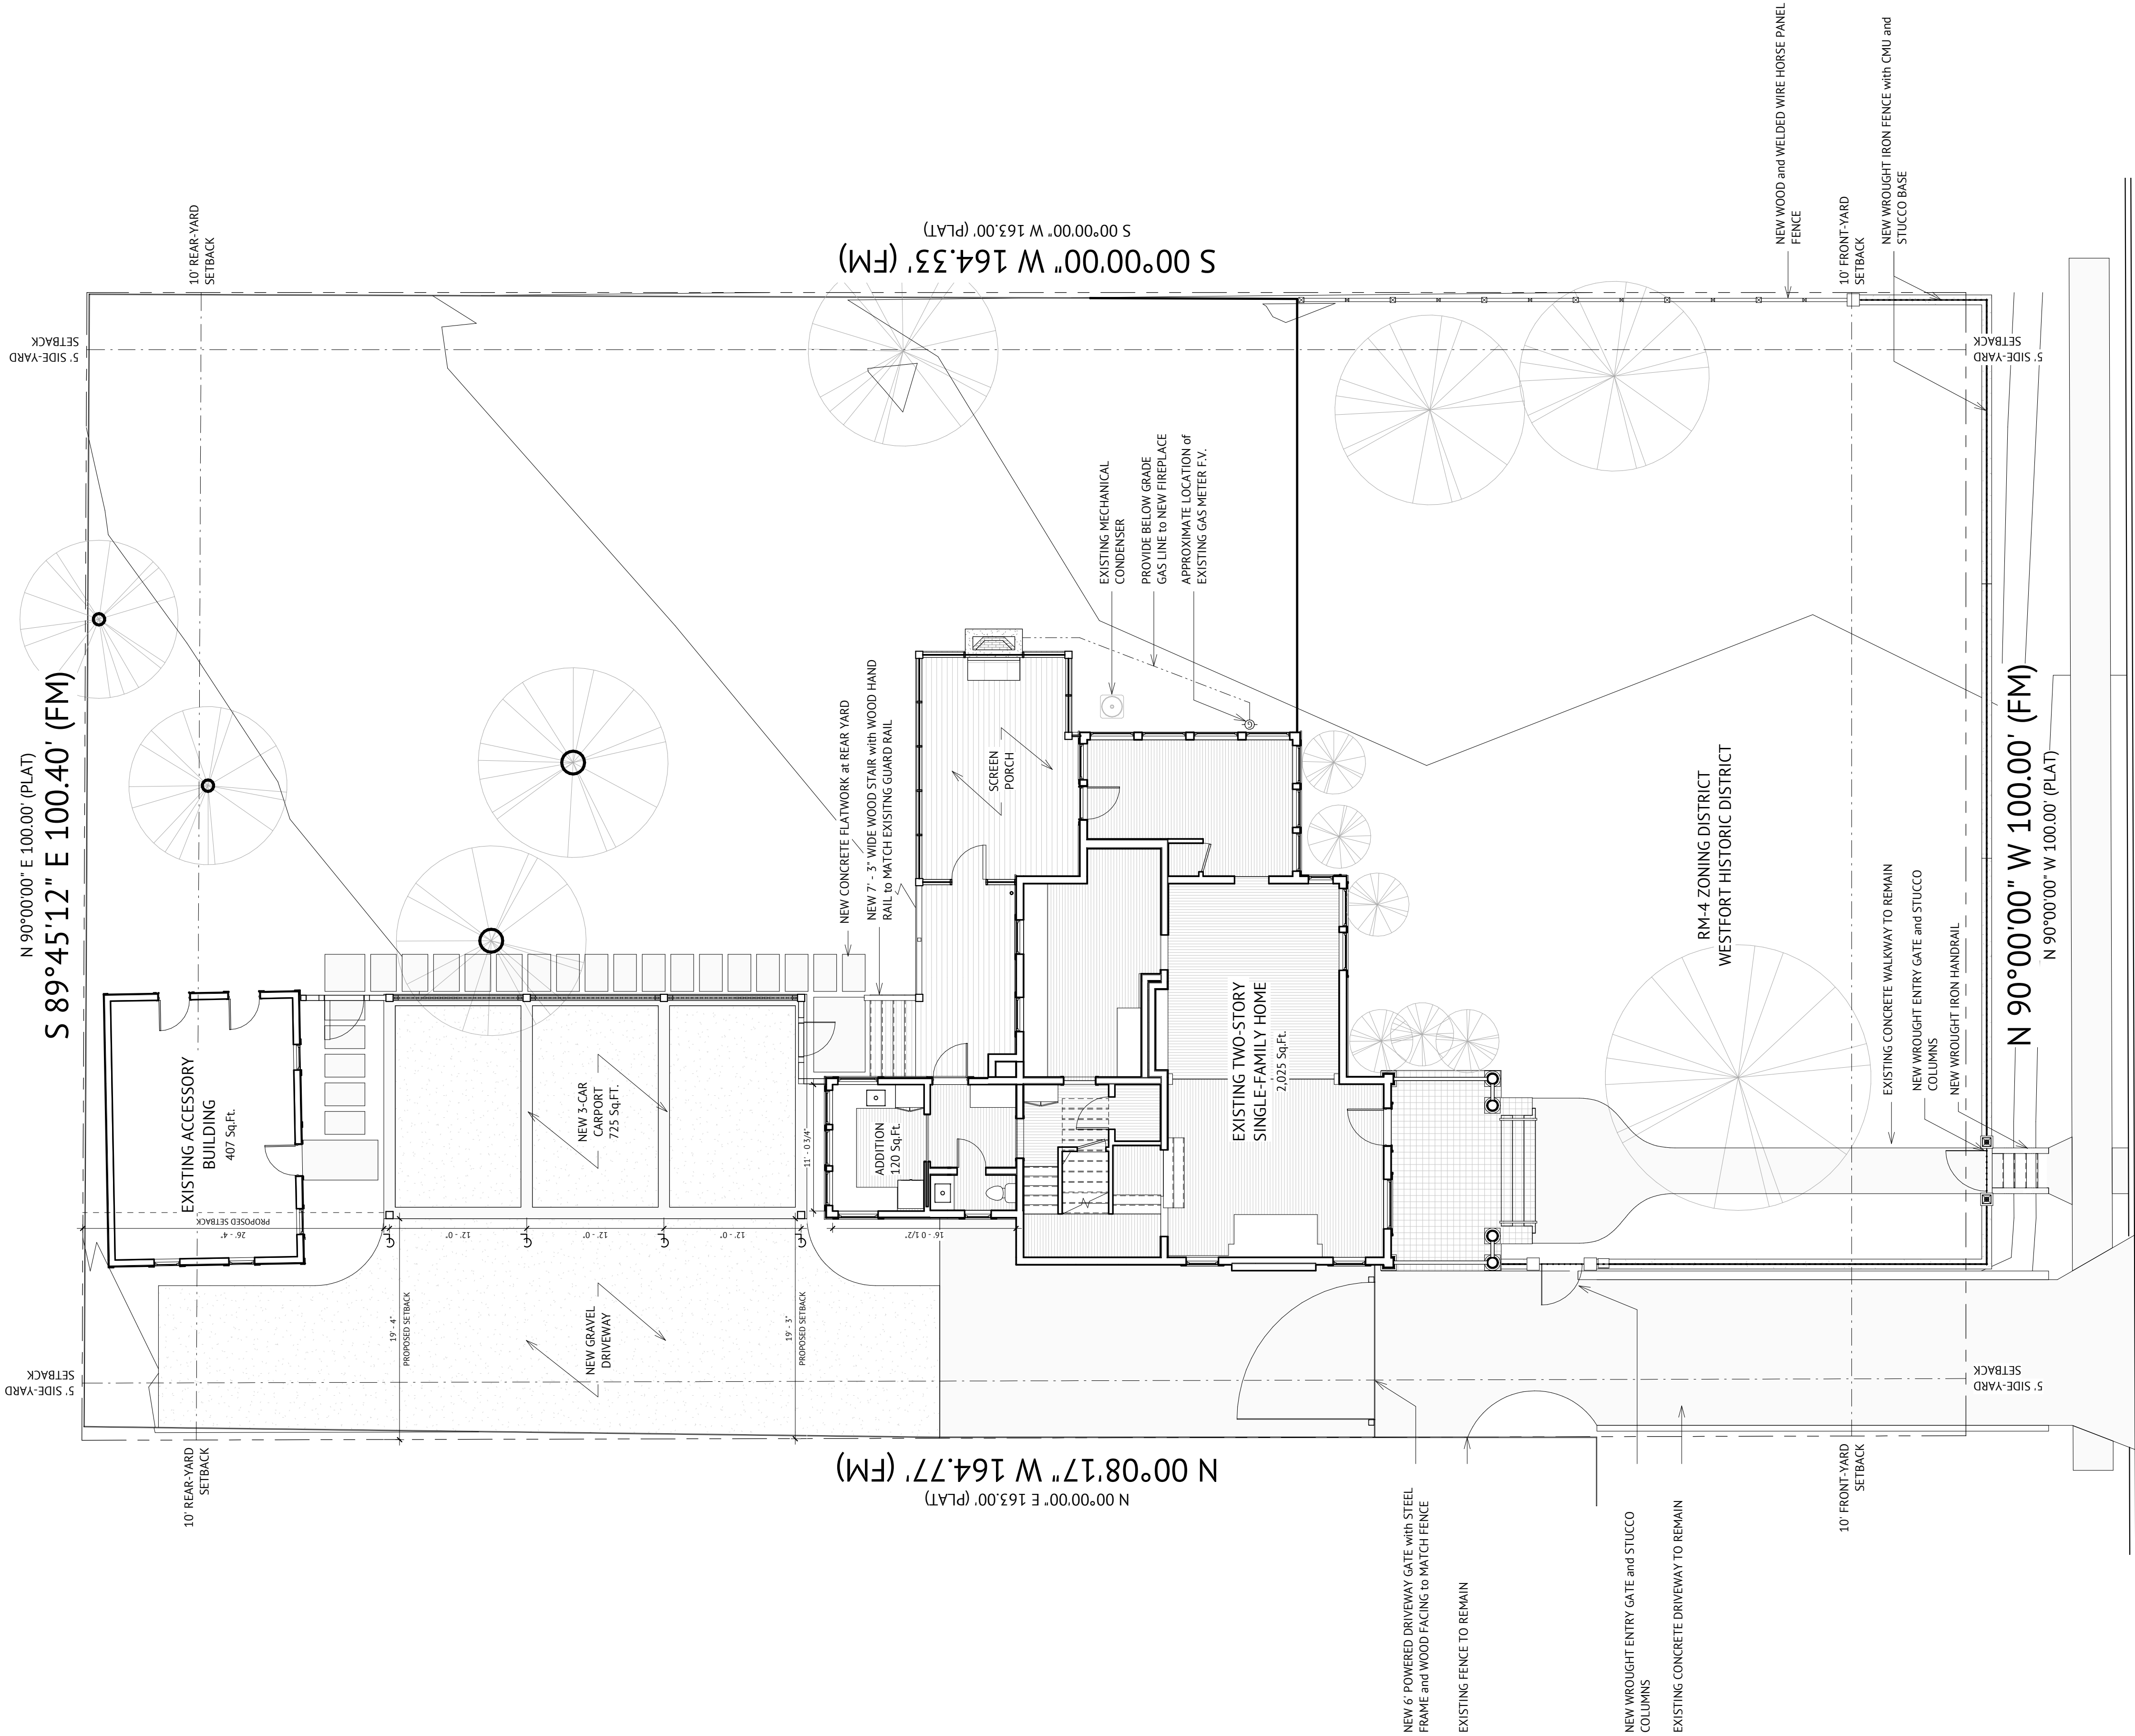 N 90°00'00" E 100.00' (PLAT)
S 89°45'12" E 100.40' (FM)
5' SIDE-YARD
SETBACK
10' REAR-YARD
SETBACK
S 00°00'00.00" W 163.00' (PLAT)
S 00°00'00" W 164.33' (FM)
NEW WOOD and WELDED WIRE HORSE PANEL
FENCE
10' FRONT-YARD
SETBACK
NEW WROUGHT IRON FENCE with CMU and
STUCCO BASE
5' SIDE-YARD
SETBACK
EXISTING MECHANICAL
CONDENSER
PROVIDE BELOW GRADE
GAS LINE to NEW FIREPLACE
APPROXIMATE LOCATION of
EXISTING GAS METER F.V.
NEW CONCRETE FLATWORK at REAR YARD
NEW 7' - 3" WIDE WOOD STAIR with WOOD HAND
RAIL to MATCH EXISITNG GUARD RAIL
SCREEN
PORCH
RM-4 ZONING DISTRICT
WESTFORT HISTORIC DISTRICT
EXISTING CONCRETE WALKWAY TO REMAIN
NEW WROUGHT ENTRY GATE and STUCCO
COLUMNS
NEW WROUGHT IRON HANDRAIL
N 90°00'00" W 100.00' (FM)
N 90°00'00" W 100.00' (PLAT)
EXISTING ACCESSORY
BUILDING
407 Sq.Ft.
NEW 3-CAR
CARPORT
725 SQ.FT.
ADDITION
120 Sq.Ft.
EXISTING TWO-STORY
SINGLE-FAMILY HOME
2,025 Sq.Ft.
11' - 0 3/4"
26' - 4"
PROPOSED SETBACK
12' - 0"
12' - 0"
12' - 0"
16' - 0 1/2"
19' - 4"
PROPOSED SETBACK
19' - 3"
PROPOSED SETBACK
NEW GRAVEL
DRIVEWAY
5' SIDE-YARD
SETBACK
5' SIDE-YARD
SETBACK
10' REAR-YARD
SETBACK
N 00°08'17" W 164.77' (FM)
N 00°00'00.00" E 163.00' (PLAT)
NEW 6' POWERED DRIVEWAY GATE with STEEL
FRAME and WOOD FACING to MATCH FENCE
EXISTING FENCE TO REMAIN
NEW WROUGHT ENTRY GATE and STUCCO
COLUMNS
EXISTING CONCRETE DRIVEWAY TO REMAIN
10' FRONT-YARD
SETBACK